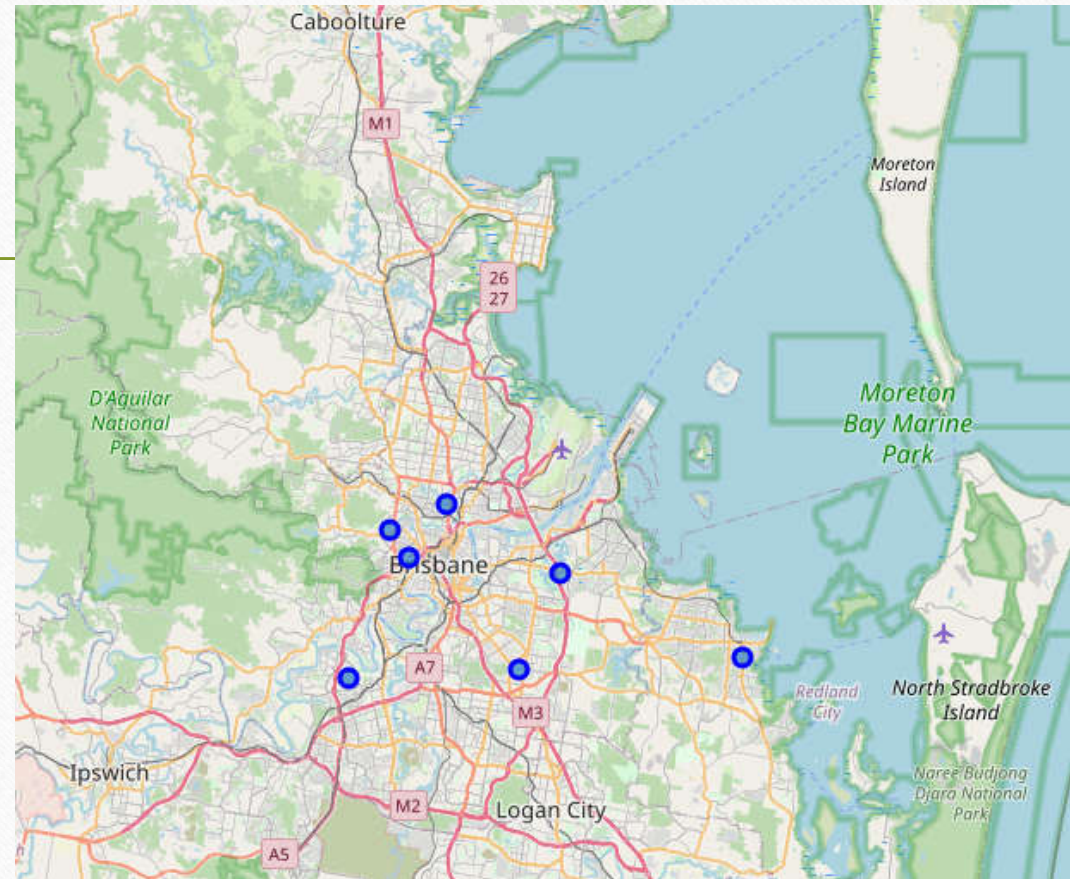 Caboolture
M1
Moreton
Island
26
27
D'Aguilar
National
Park
Moreton
Bay Marine
Park
Brisbane
A7
Redland
City
North Stradbroke
Island
M3
Ipswich
Naree Budjong
Djara National
Park
M2
Logan City
A5